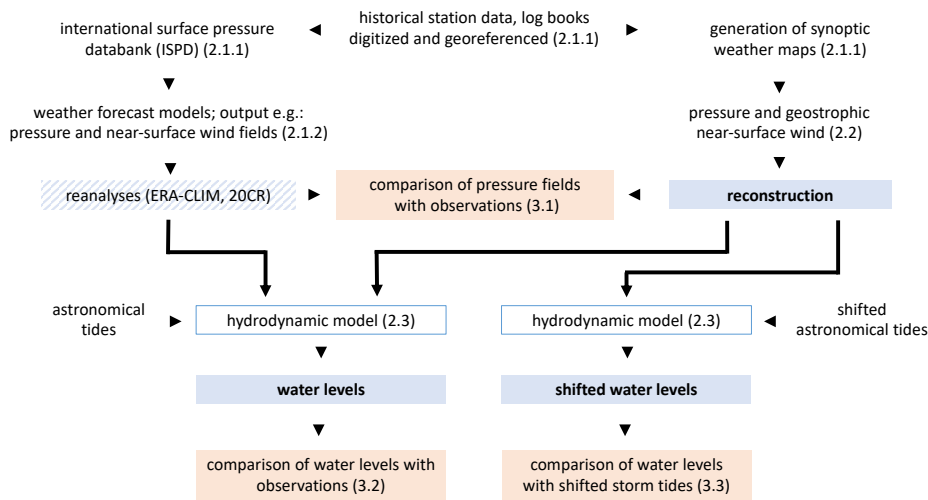 international surface pressure
databank (ISPD) (2.1.1)
historical station data, log books
digitized and georeferenced (2.1.1)
generation of synoptic
weather maps (2.1.1)
weather forecast models; output e.g.:
pressure and near-surface wind fields (2.1.2)
pressure and geostrophic
near-surface wind (2.2)
reanalyses (ERA-CLIM, 20CR)
comparison of pressure fields
with observations (3.1)
reconstruction
astronomical
tides
hydrodynamic model (2.3)
hydrodynamic model (2.3)
shifted
astronomical tides
water levels
shifted water levels
comparison of water levels with
observations (3.2)
comparison of water levels
with shifted storm tides (3.3)